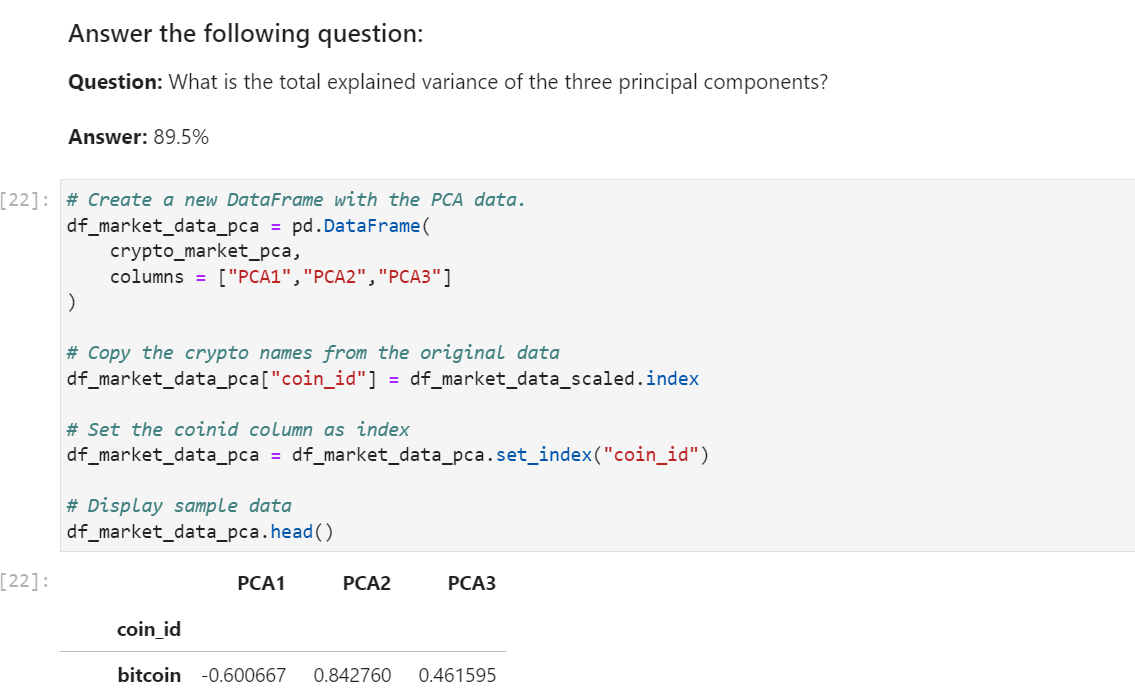 Answer the following question:
Question: What is the total explained variance of the three principal components?
Answer: 89.5%
[22]: # Create a new DataFrame with the PCA data.
df_market_data_pca = pd.DataFrame(
    crypto_market_pca,
    columns = ["PCA1","PCA2","PCA3"]
)
# Copy the crypto names from the original data
df_market_data_pca["coin_id"] = df_market_data_scaled.index
# Set the coinid column as index
df_market_data_pca = df_market_data_pca.set_index("coin_id")
# Display sample data
df_market_data_pca.head()
[22]: PCA1 PCA2 PCA3
coin_id
bitcoin -0.600667 0.842760 0.461595